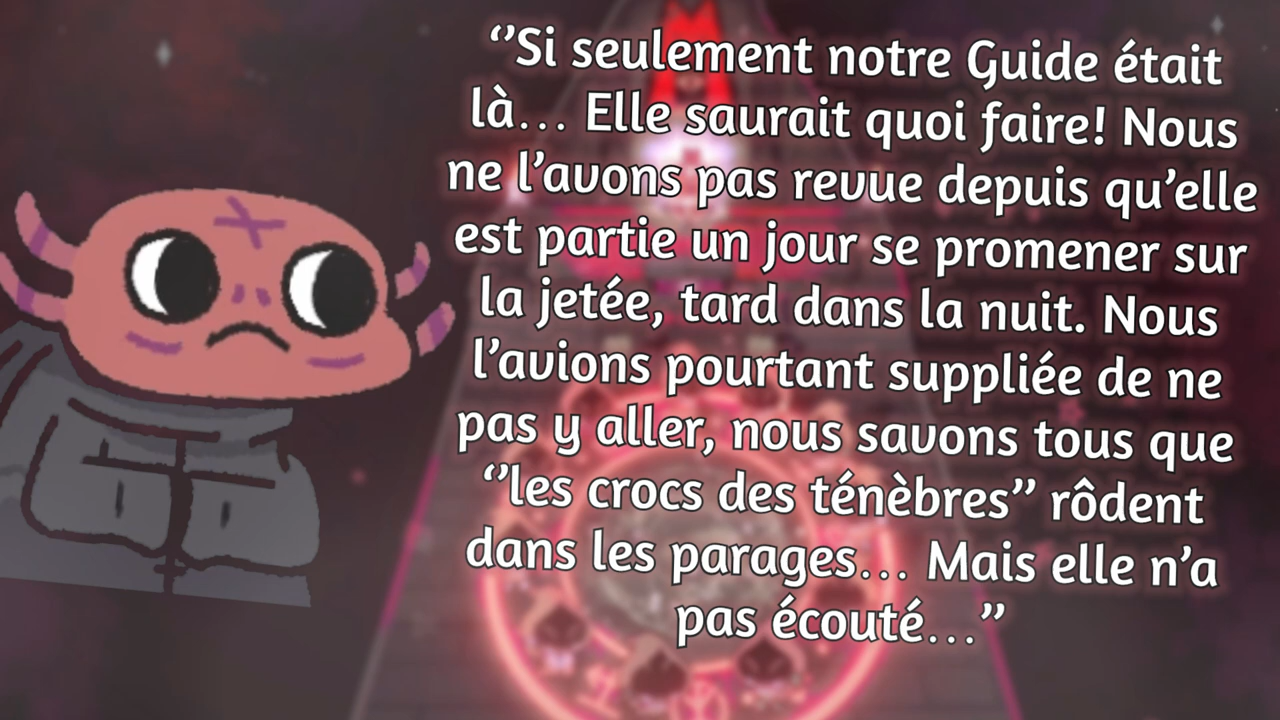 ‘’Si seulement notre Guide était
là… Elle saurait quoi faire! Nous
ne l’avons pas revue depuis qu’elle
est partie un jour se promener sur
la jetée, tard dans la nuit. Nous
l’avions pourtant suppliée de ne
pas y aller, nous savons tous que
‘’les crocs des ténèbres’’ rôdent
dans les parages… Mais elle n’a
pas écouté…’’